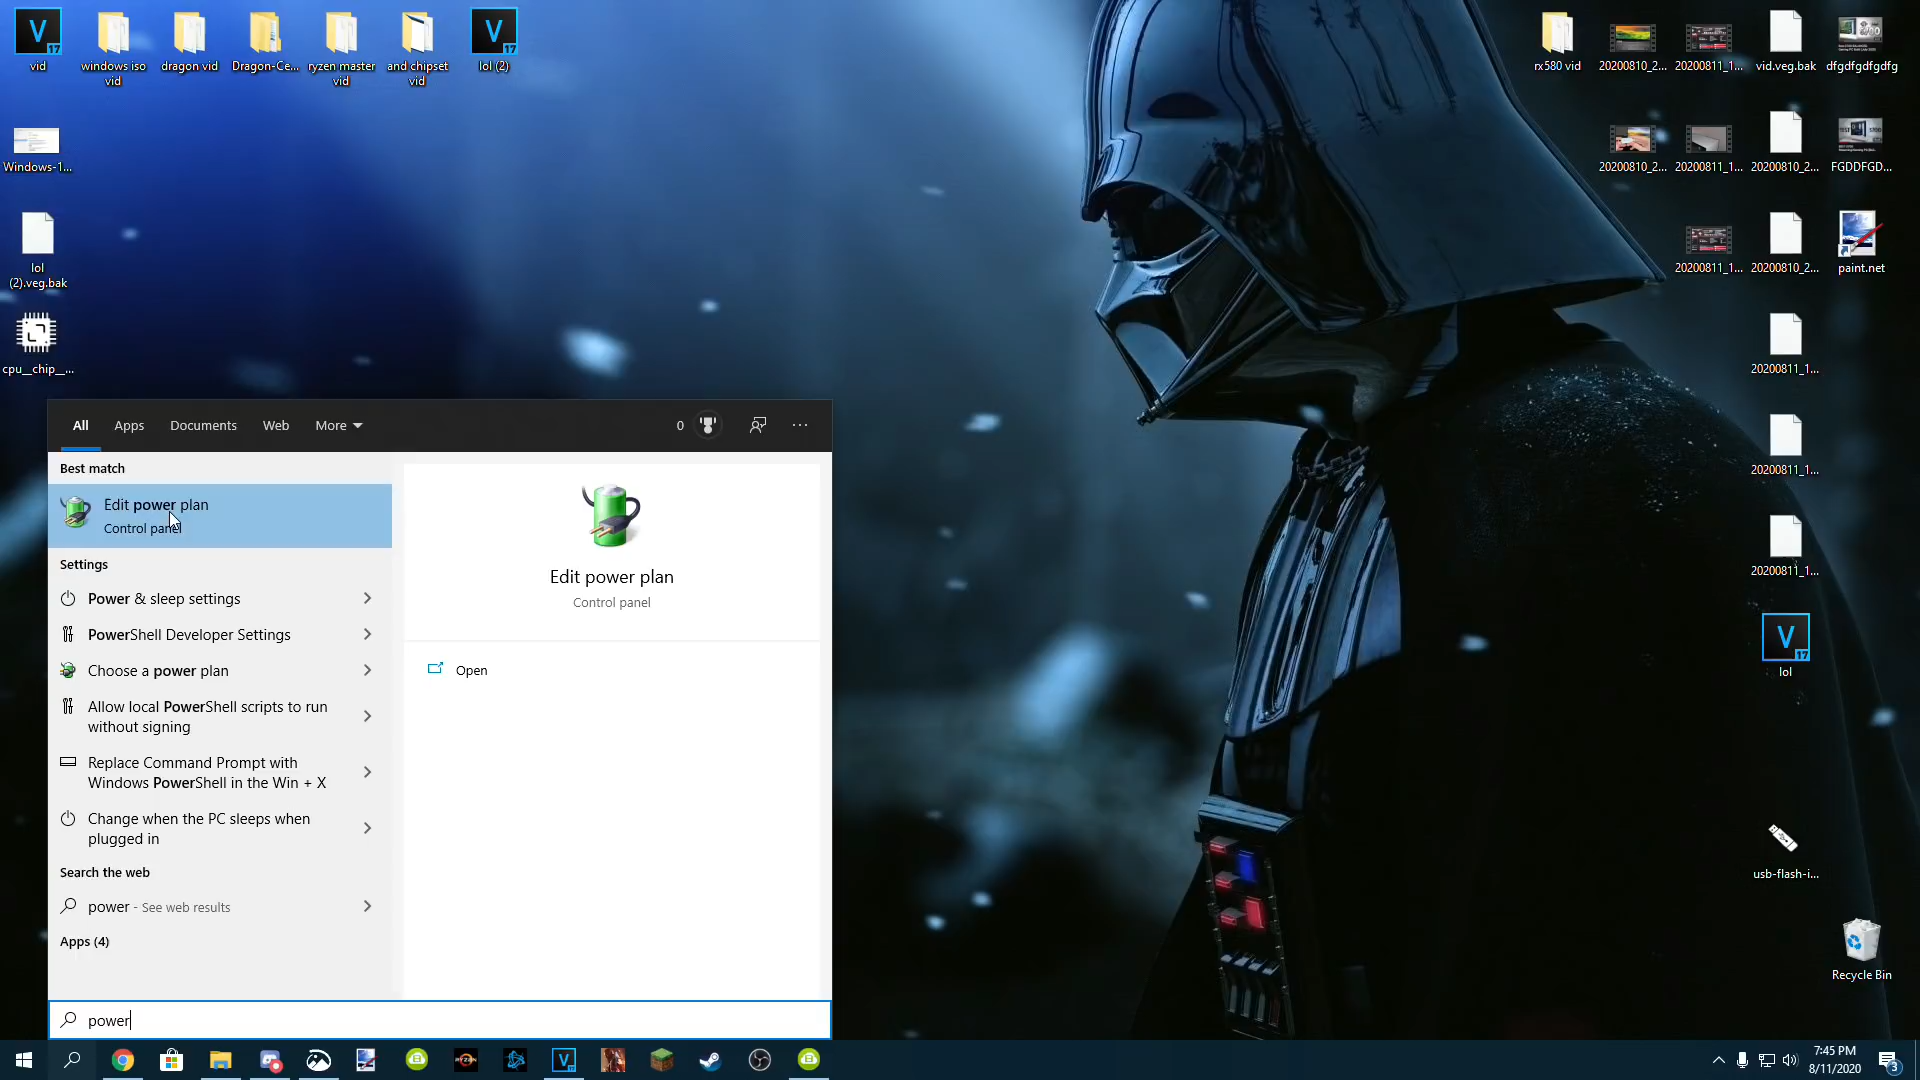 vid
windows iso
vid
dragon vid
Dragon-Ce...
ryzen master
vid
and chipset
vid
lol (2)
rx580 vid
20200810_2...
20200811_1...
vid.veg.bak
dfgdfgdfgdfg
Windows-1...
20200810_2...
20200811_1...
20200810_2...
FGDDFGD...
lol
(2).veg.bak
20200811_1...
20200810_2...
paint.net
cpu__chip__...
20200811_1...
20200811_1...
20200811_1...
lol
usb-flash-i...
Recycle Bin
All
Apps
Documents
Web
More
0
Best match
Edit power plan
Control panel
Settings
Power & sleep settings
PowerShell Developer Settings
Choose a power plan
Allow local PowerShell scripts to run
without signing
Replace Command Prompt with
Windows PowerShell in the Win + X
Change when the PC sleeps when
plugged in
Search the web
power - See web results
Apps (4)
Edit power plan
Control panel
Open
power
RYZEN
7:45 PM
8/11/2020
3
V 17
V 17
V 17
V 17